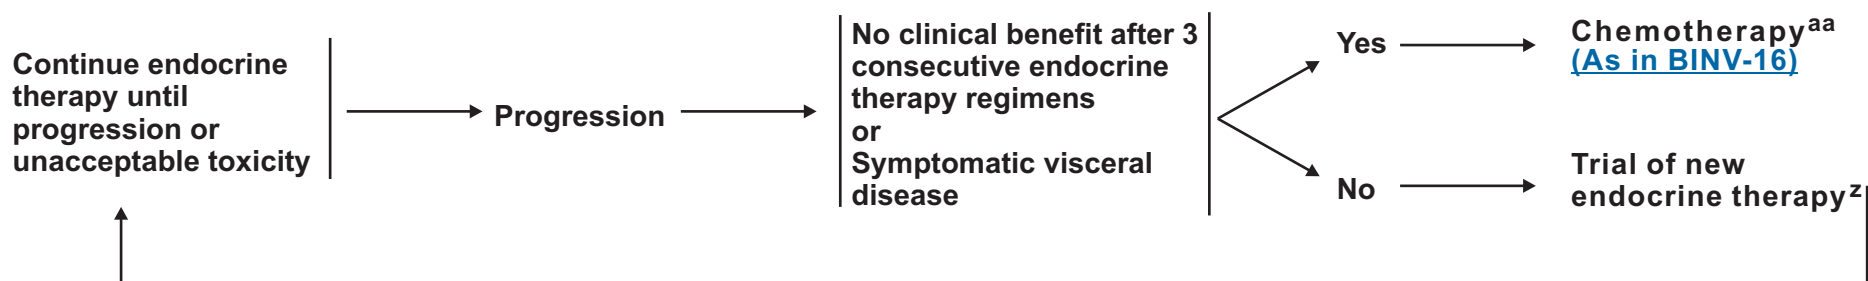 Continue endocrine
therapy until
progression or
unacceptable toxicity
Progression
No clinical benefit after 3
consecutive endocrine
therapy regimens
or
Symptomatic visceral
disease
Yes
Chemotherapyaa
(As in BINV-16)
No
Trial of new
endocrine therapyz